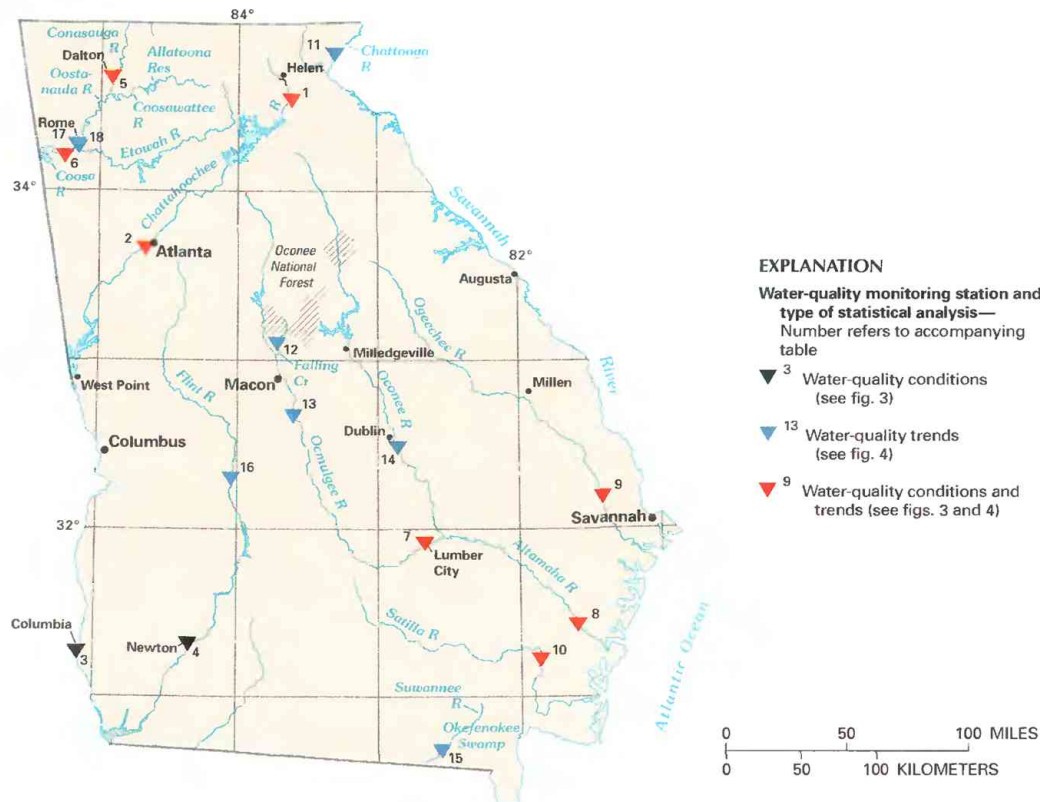 84°
Conasauga
R
Dalton
5
Allatoona
Res
Oosta-
naula R
Coosawattee
R
11
Chattooga
R
Helen
1
R
Rome
17
18
6
Etowah R
Coosa
R
34°
Chattahoochee
2
Atlanta
Oconee
National
Forest
Savannah
River
82°
Augusta
Ogeechee R
12
Milledgeville
Falling
Cr
West Point
Macon
Flint R
13
Oconee R
Millen
Columbus
Dublin
14
Ocmulgee R
16
9
Savannah
32°
7
Lumber
City
Altamaha R
Columbia
3
Newton
4
Satilla R
8
10
Suwannee
R
Okefenokee
Swamp
15
Atlantic Ocean
EXPLANATION
Water-quality monitoring station and
type of statistical analysis—
Number refers to accompanying
table
3 Water-quality conditions
(see fig. 3)
13 Water-quality trends
(see fig. 4)
9 Water-quality conditions and
trends (see figs. 3 and 4)
0 50 100 MILES
0 50 100 KILOMETERS